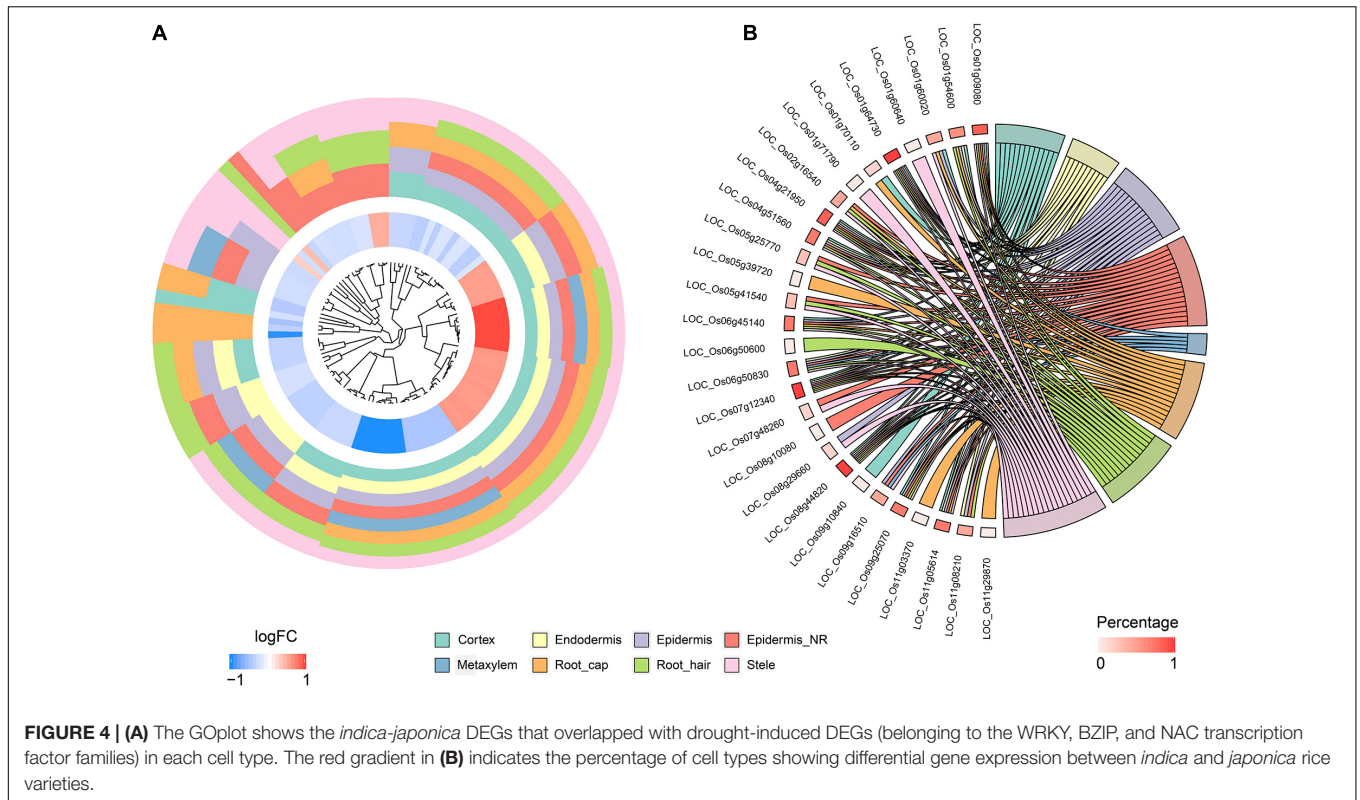 A
B
LOC_Os01g09080
LOC_Os01g54600
LOC_Os01g60020
LOC_Os01g60640
LOC_Os01g64730
LOC_Os01g70110
LOC_Os01g71790
LOC_Os02g16540
LOC_Os04g21950
LOC_Os04g51560
LOC_Os05g25770
LOC_Os05g39720
LOC_Os05g41540
LOC_Os06g45140
LOC_Os06g50600
LOC_Os06g50830
LOC_Os07g12340
LOC_Os07g48260
LOC_Os08g10080
LOC_Os08g29660
LOC_Os08g44820
LOC_Os09g10840
LOC_Os09g16510
LOC_Os09g25070
LOC_Os11g03370
LOC_Os11g05614
LOC_Os11g08210
LOC_Os11g29870
logFC
−1 1
Cortex Endodermis Epidermis Epidermis_NR
Metaxylem Root_cap Root_hair Stele
Percentage
0 1
FIGURE 4 | (A) The GOplot shows the indica-japonica DEGs that overlapped with drought-induced DEGs (belonging to the WRKY, BZIP, and NAC transcription
factor families) in each cell type. The red gradient in (B) indicates the percentage of cell types showing differential gene expression between indica and japonica rice
varieties.